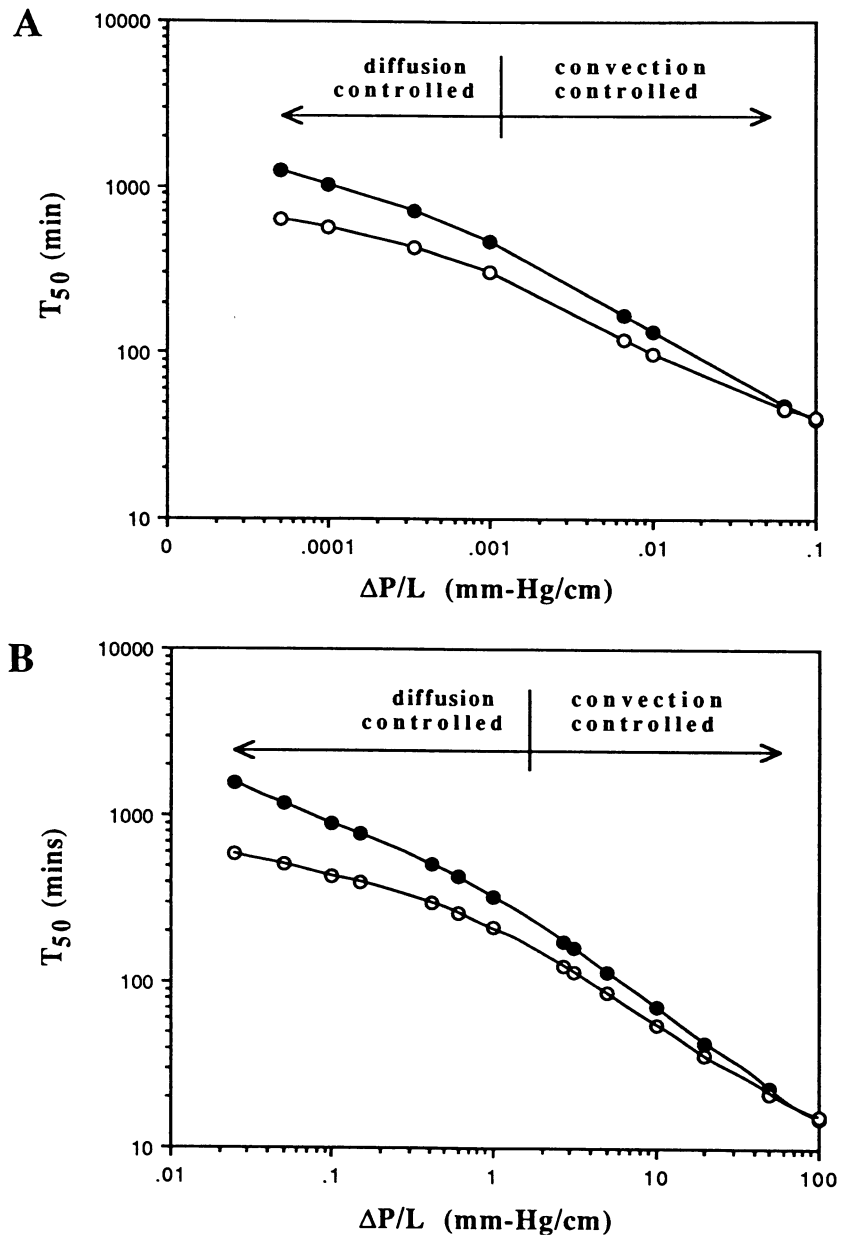 A
10000
1000
100
10
T50 (min)
diffusion controlled
convection controlled
0
.0001
.001
.01
.1
ΔP/L (mm-Hg/cm)
B
10000
1000
100
10
T50 (mins)
diffusion controlled
convection controlled
.01
.1
1
10
100
ΔP/L (mm-Hg/cm)